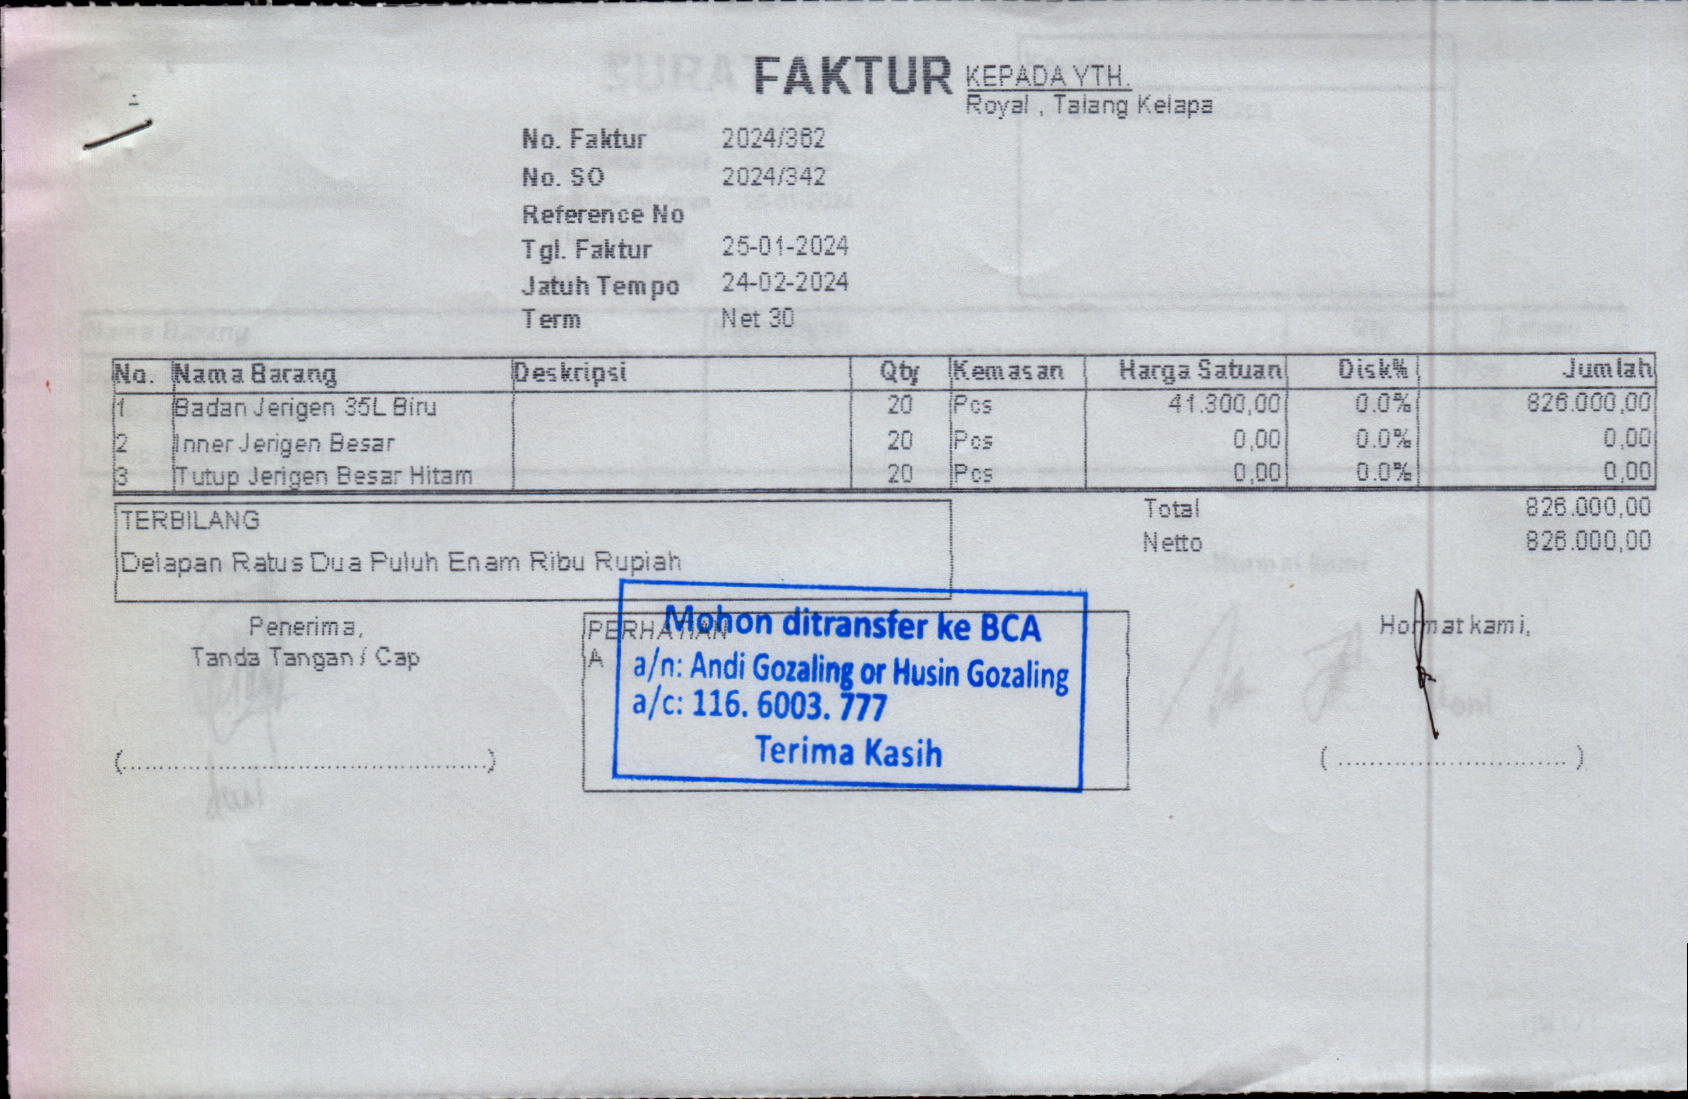 FAKTUR
KEPADA YTH.
Royal , Talang Kelapa
No. Faktur 2024/362
No. SO 2024/342
Reference No
Tgl. Faktur 25-01-2024
Jatuh Tempo 24-02-2024
Term Net 30
No. Nama Barang Deskripsi Qty Kemasan Harga Satuan Disk% Jumlah
1 Badan Jerigen 35L Biru 20 Pcs 41.300,00 0.0% 826.000,00
2 Inner Jerigen Besar 20 Pcs 0,00 0.0% 0,00
3 Tutup Jerigen Besar Hitam 20 Pcs 0,00 0.0% 0,00
Total 826.000,00
Netto 826.000,00
TERBILANG
Delapan Ratus Dua Puluh Enam Ribu Rupiah
Penerima,
Tanda Tangan / Cap
(.............................................)
PERHATIAN
A
Mohon ditransfer ke BCA
a/n: Andi Gozaling or Husin Gozaling
a/c: 116. 6003. 777
Terima Kasih
Hormat kami,
( ............................ )